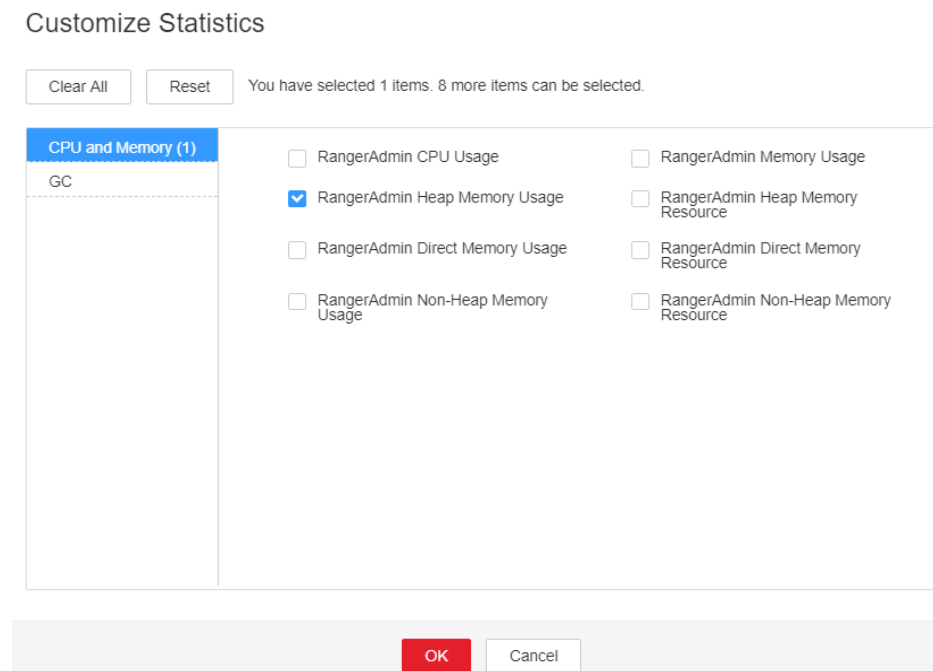 Customize Statistics
Clear All
Reset
You have selected 1 items. 8 more items can be selected.
CPU and Memory (1)
GC
RangerAdmin CPU Usage
RangerAdmin Memory Usage
RangerAdmin Heap Memory Usage
RangerAdmin Heap Memory
Resource
RangerAdmin Direct Memory Usage
RangerAdmin Direct Memory
Resource
RangerAdmin Non-Heap Memory
Usage
RangerAdmin Non-Heap Memory
Resource
OK
Cancel